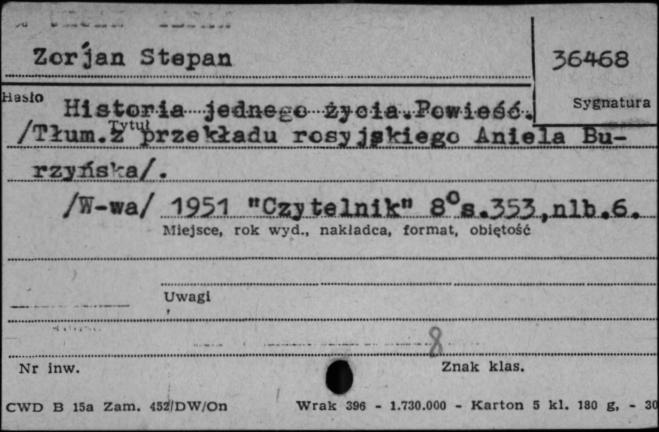 Zorjan Stepan
36468
Hasło
Sygnatura
Historia jednego życia.Powieść.
Tytuł
/Tłum.z przekładu rosyjskiego Aniela Bu-
rzyńska/.
/W-wa/ 1951 "Czytelnik" 8° s.353,nlb.6.
Miejsce, rok wyd., nakładca, format, obiętość
Uwagi
8
Nr inw.
Znak klas.
CWD B 15a Zam. 452/DW/On
Wrak 396 - 1.730.000 - Karton 5 kl. 180 g, - 30